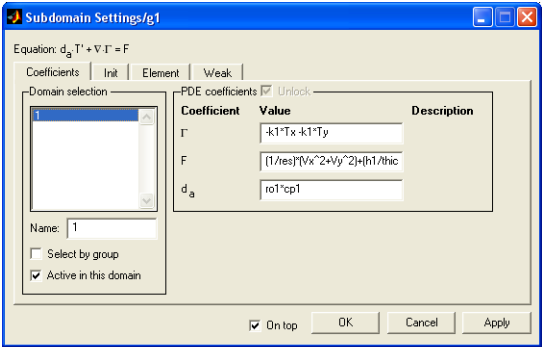 Subdomain Settings/g1
Equation: da·T' + ∇·Γ = F
Coefficients Init Element Weak
Domain selection
1
Name: 1
Select by group
Active in this domain
PDE coefficients Unlock
Coefficient Value Description
Γ -k1*Tx -k1*Ty
F (1/res)*(Vx^2+Vy^2)+(h1/thic
da ro1*cp1
On top OK Cancel Apply